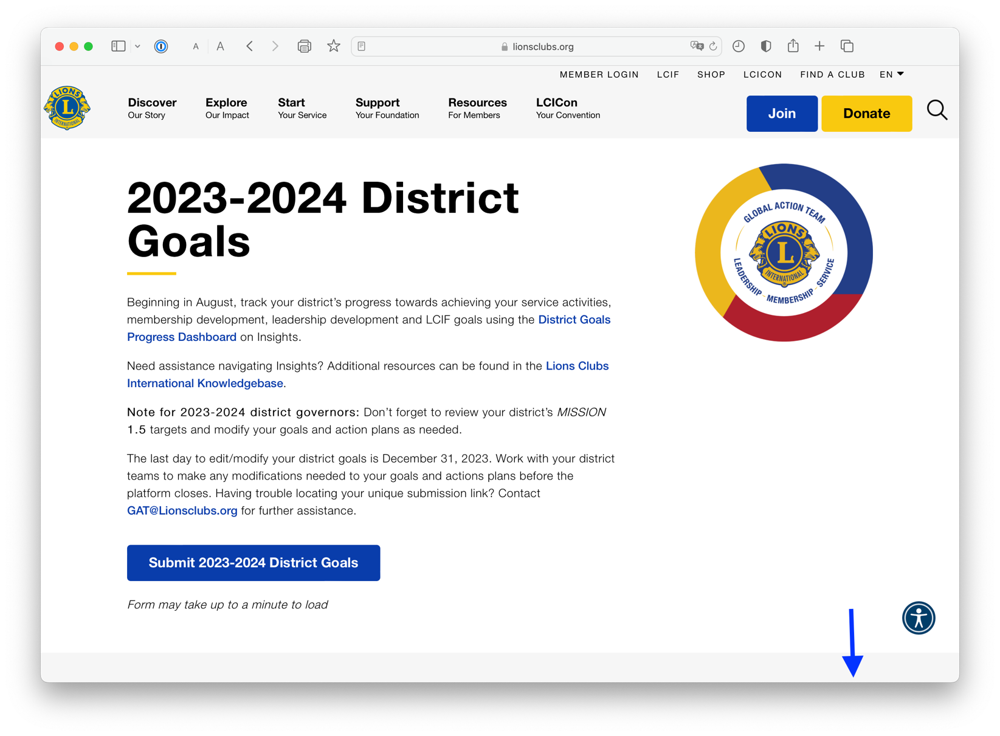 A A
lionsclubs.org
MEMBER LOGIN LCIF SHOP LCICON FIND A CLUB EN
LIONS
L
INTERNATIONAL
Discover Explore Start Support Resources LCICon
Our Story Our Impact Your Service Your Foundation For Members Your Convention
Join Donate
2023-2024 District
Goals
GLOBAL ACTION TEAM
LIONS
L
INTERNATIONAL
LEADERSHIP - MEMBERSHIP - SERVICE
Beginning in August, track your district’s progress towards achieving your service activities,
membership development, leadership development and LCIF goals using the District Goals
Progress Dashboard on Insights.
Need assistance navigating Insights? Additional resources can be found in the Lions Clubs
International Knowledgebase.
Note for 2023-2024 district governors: Don’t forget to review your district’s MISSION
1.5 targets and modify your goals and action plans as needed.
The last day to edit/modify your district goals is December 31, 2023. Work with your district
teams to make any modifications needed to your goals and actions plans before the
platform closes. Having trouble locating your unique submission link? Contact
GAT@Lionsclubs.org for further assistance.
Submit 2023-2024 District Goals
Form may take up to a minute to load